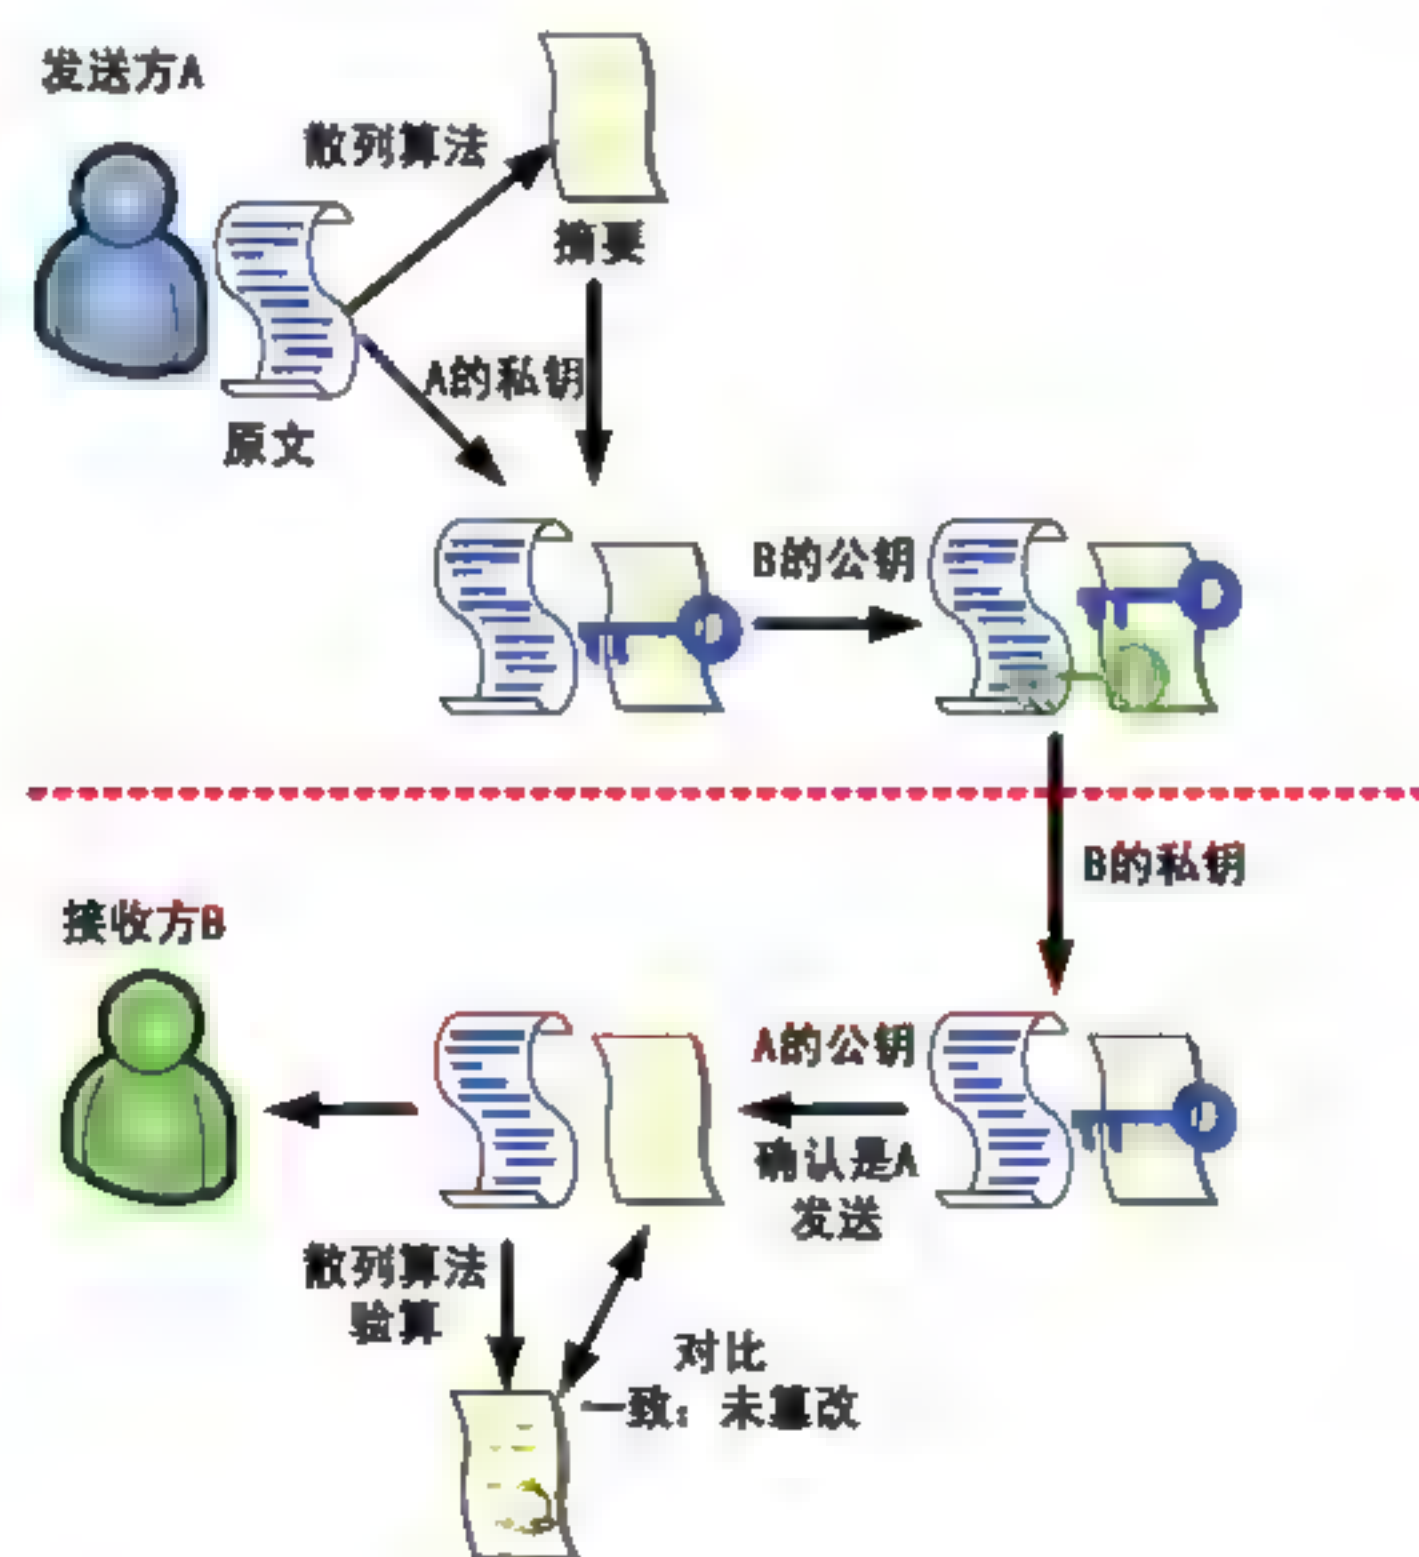 发送方A
散列算法
摘要
A的私钥
原文
B的公钥
B的私钥
接收方B
A的公钥
确认是A
发送
散列算法
验算
对比
一致：未篡改